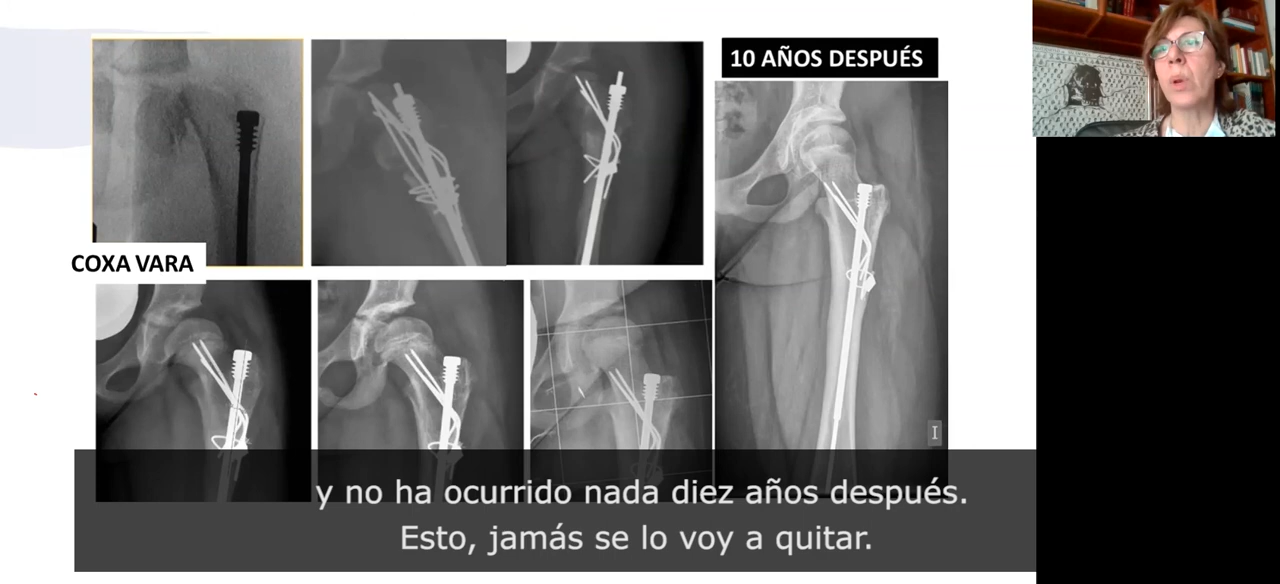 10 AÑOS DESPUÉS
COXA VARA
I
y no ha ocurrido nada diez años después.
Esto, jamás se lo voy a quitar.